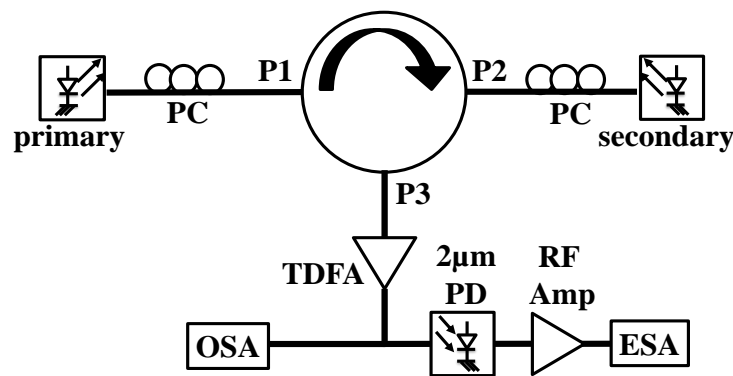 P1
P2
PC
PC
primary
secondary
P3
TDFA
2µm
PD
RF
Amp
OSA
ESA